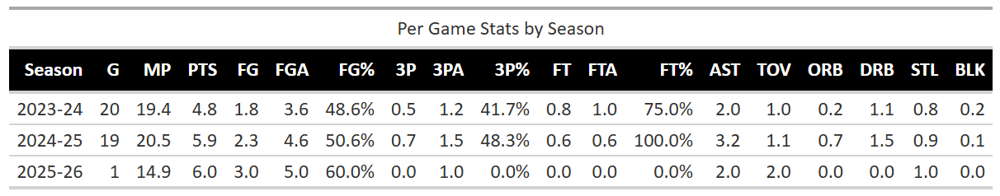 Per Game Stats by Season
Season G MP PTS FG FGA FG% 3P 3PA 3P% FT FTA FT% AST TOV ORB DRB STL BLK
2023-24 20 19.4 4.8 1.8 3.6 48.6% 0.5 1.2 41.7% 0.8 1.0 75.0% 2.0 1.0 0.2 1.1 0.8 0.2
2024-25 19 20.5 5.9 2.3 4.6 50.6% 0.7 1.5 48.3% 0.6 0.6 100.0% 3.2 1.1 0.7 1.5 0.9 0.1
2025-26 1 14.9 6.0 3.0 5.0 60.0% 0.0 1.0 0.0% 0.0 0.0 0.0% 2.0 2.0 0.0 0.0 1.0 0.0